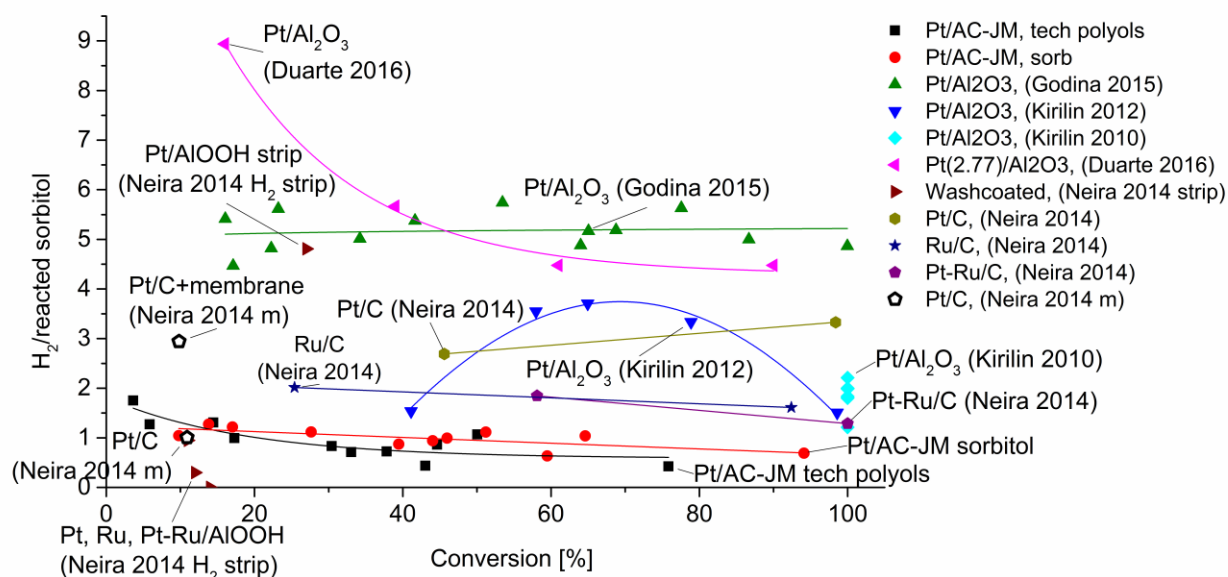 H2/reacted sorbitol
9
8
7
6
5
4
3
2
1
0
0
20
40
60
80
100
Conversion [%]
Pt/Al2O3
(Duarte 2016)
Pt/AlOOH strip
(Neira 2014 H2 strip)
Pt/Al2O3 (Godina 2015)
Pt/C+membrane
(Neira 2014 m)
Pt/C (Neira 2014)
Ru/C
(Neira 2014)
Pt/Al2O3 (Kirilin 2012)
Pt/C
(Neira 2014 m)
Pt, Ru, Pt-Ru/AlOOH
(Neira 2014 H2 strip)
Pt/Al2O3 (Kirilin 2010)
Pt-Ru/C (Neira 2014)
Pt/AC-JM sorbitol
Pt/AC-JM tech polyols
Pt/AC-JM, tech polyols
Pt/AC-JM, sorb
Pt/Al2O3, (Godina 2015)
Pt/Al2O3, (Kirilin 2012)
Pt/Al2O3, (Kirilin 2010)
Pt(2.77)/Al2O3, (Duarte 2016)
Washcoated, (Neira 2014 strip)
Pt/C, (Neira 2014)
Ru/C, (Neira 2014)
Pt-Ru/C, (Neira 2014)
Pt/C, (Neira 2014 m)